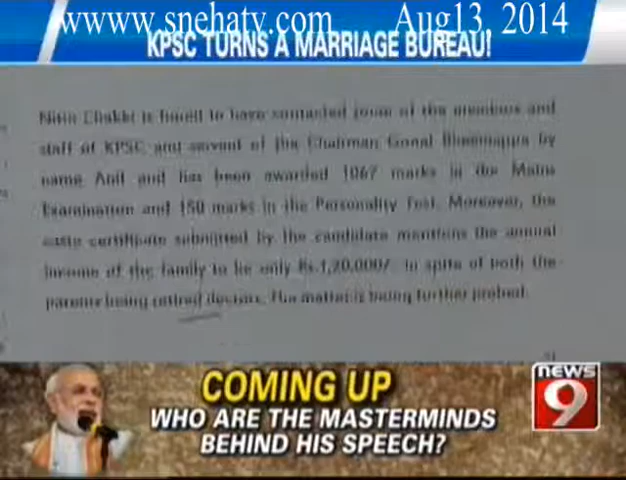 www.snehatv.com Aug13, 2014
KPSC TURNS A MARRIAGE BUREAU!
Nitin Chakki is found to have contacted some of the members and
staff of KPSC and servant of the Chairman Gonal Bheemappa by
name Anil and has been awarded 1067 marks in the Mains
Examination and 150 marks in the Personality Test. Moreover, the
caste certificate submitted by the candidate mentions the annual
income of the family to be only Rs.1,20,000/- in spite of both the
parents being retired doctors. The matter is being further probed.
COMING UP
WHO ARE THE MASTERMINDS
BEHIND HIS SPEECH?
NEWS
9